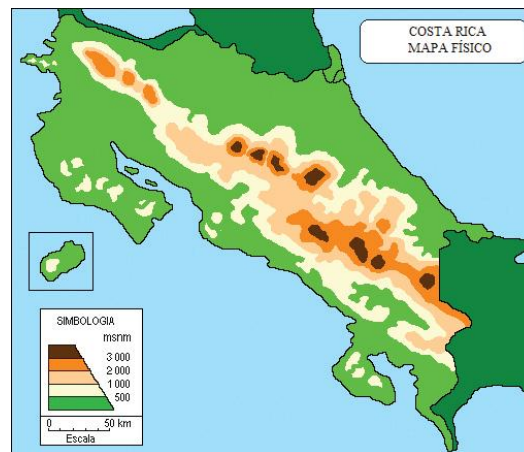 COSTA RICA
MAPA FÍSICO
SIMBOLOGIA
msnm
3 000
2 000
1 000
500
0 50 km
Escala